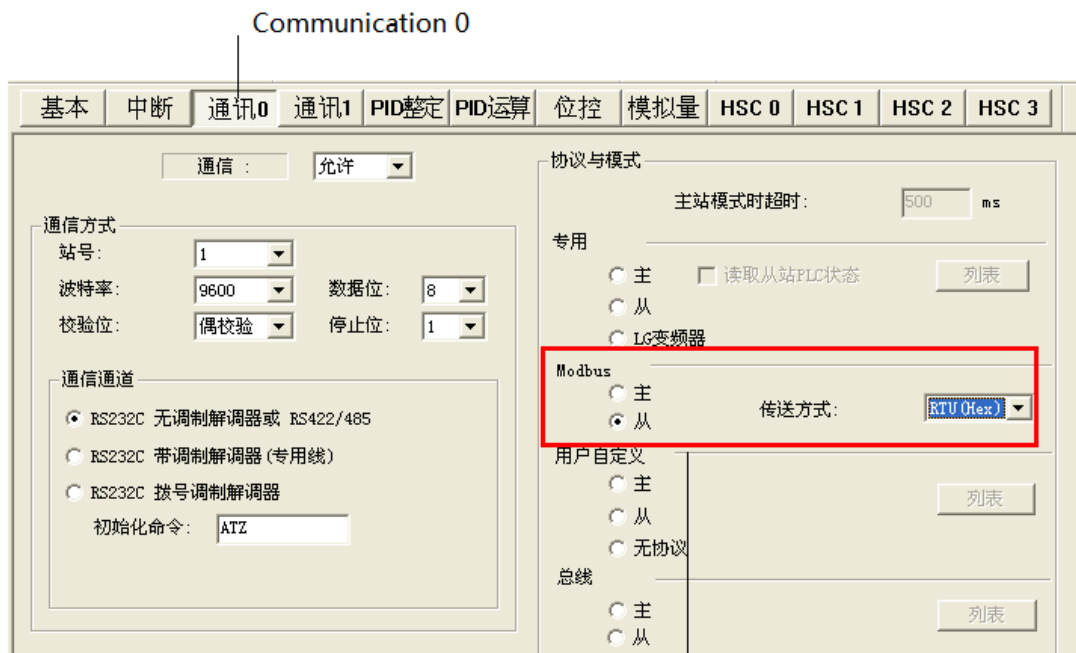 Communication 0
基本 中断 通讯0 通讯1 PID整定 PID运算 位控 模拟量 HSC 0 HSC 1 HSC 2 HSC 3
通信 : 允许
通信方式
站号: 1
波特率: 9600 数据位: 8
校验位: 偶校验 停止位: 1
通信通道
RS232C 无调制解调器或 RS422/485
RS232C 带调制解调器(专用线)
RS232C 拨号调制解调器
初始化命令: ATZ
协议与模式
主站模式时超时: 500 ms
专用
主 读取从站PLC状态 列表
从
LG变频器
Modbus
主
从
传送方式: RTU(Hex)
用户自定义
主
从
无协议
列表
总线
主
从
列表